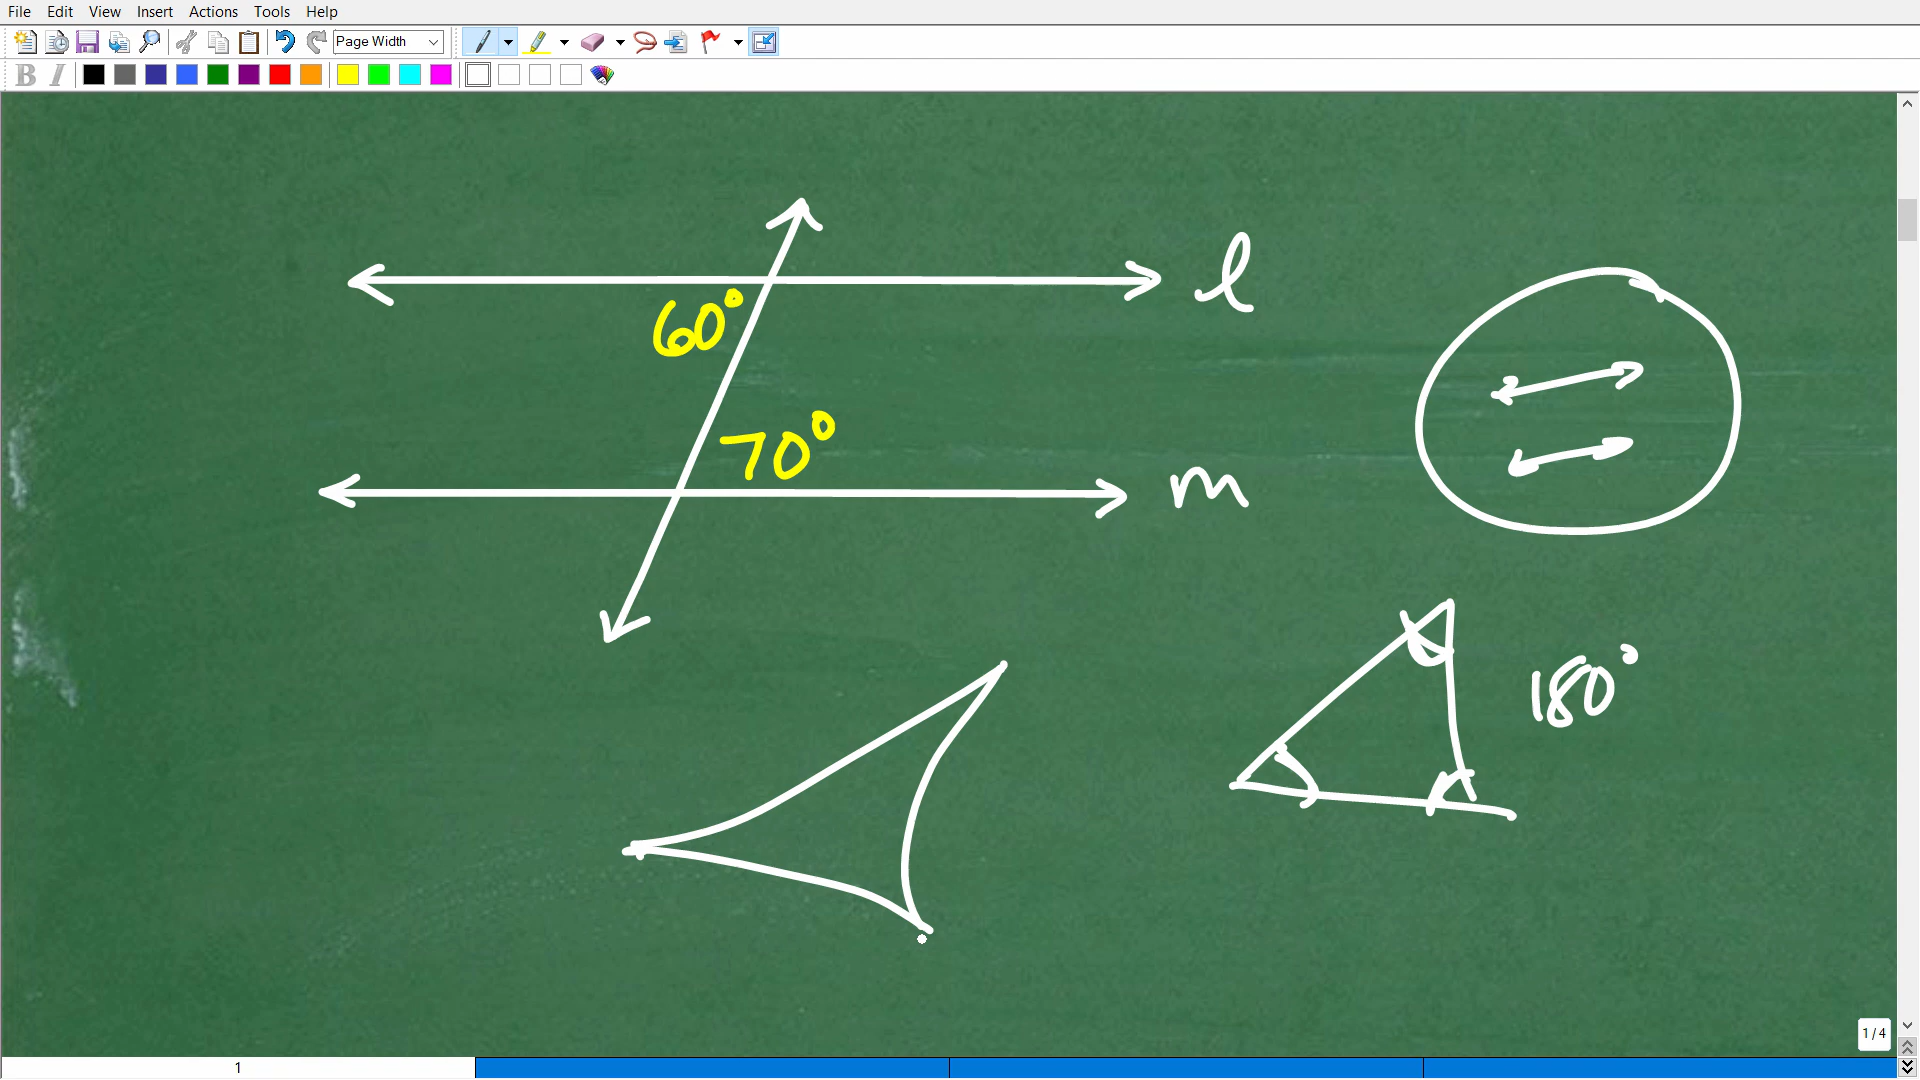 File Edit View Insert Actions Tools Help
Page Width
B I
l
60°
70°
m
180°
1 / 4
1